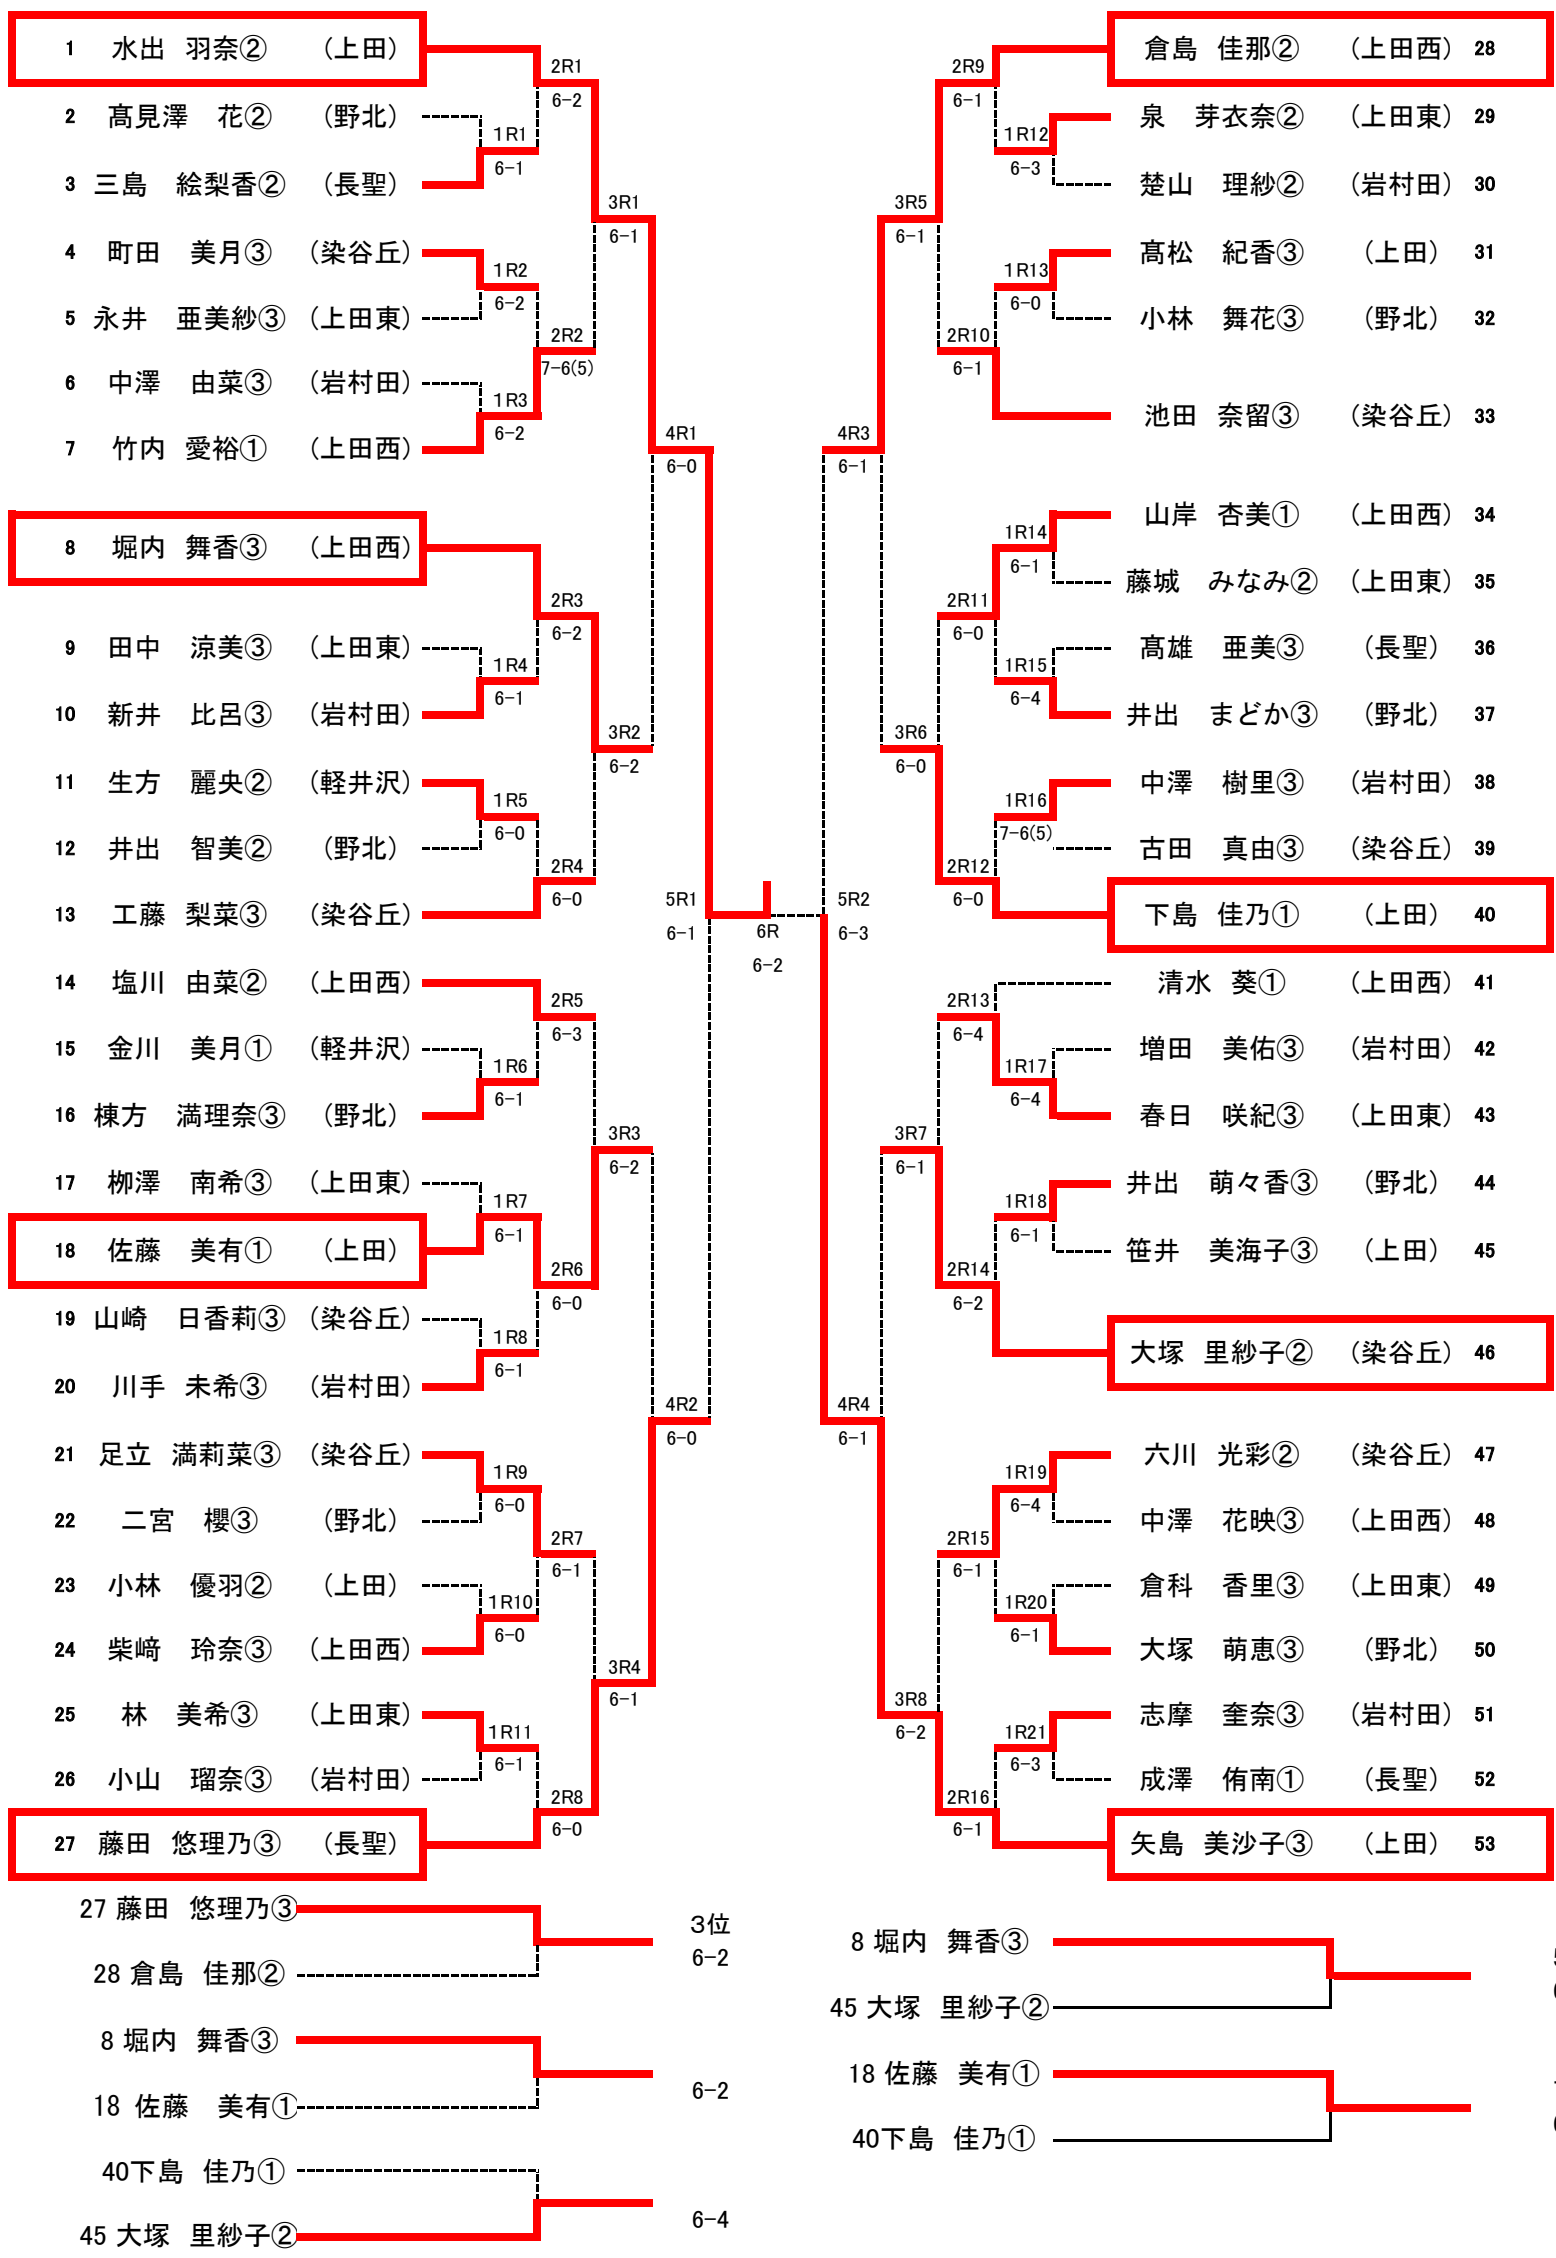 1 水出 羽奈② (上田)
2 髙見澤 花② (野北)
3 三島 絵梨香② (長聖)
4 町田 美月③ (染谷丘)
5 永井 亜美紗③ (上田東)
6 中澤 由菜③ (岩村田)
7 竹内 愛裕① (上田西)
8 堀内 舞香③ (上田西)
9 田中 涼美③ (上田東)
10 新井 比呂③ (岩村田)
11 生方 麗央② (軽井沢)
12 井出 智美② (野北)
13 工藤 梨菜③ (染谷丘)
14 塩川 由菜② (上田西)
15 金川 美月① (軽井沢)
16 棟方 満理奈③ (野北)
17 柳澤 南希③ (上田東)
18 佐藤 美有① (上田)
19 山崎 日香莉③ (染谷丘)
20 川手 未希③ (岩村田)
21 足立 満莉菜③ (染谷丘)
22 二宮 櫻③ (野北)
23 小林 優羽② (上田)
24 柴﨑 玲奈③ (上田西)
25 林 美希③ (上田東)
26 小山 瑠奈③ (岩村田)
27 藤田 悠理乃③ (長聖)
1R1
6-1
1R2
6-2
1R3
6-2
1R4
6-1
1R5
6-0
1R6
6-1
1R7
6-1
1R8
6-1
1R9
6-0
1R10
6-0
1R11
6-1
2R1
6-2
2R2
7-6(5)
2R3
6-2
2R4
6-0
2R5
6-3
2R6
6-0
2R7
6-1
2R8
6-0
3R1
6-1
3R2
6-2
3R3
6-2
3R4
6-1
4R1
6-0
4R2
6-0
5R1
6-1
6R
6-2
5R2
6-3
4R3
6-1
4R4
6-1
3R5
6-1
3R6
6-0
3R7
6-1
3R8
6-2
2R9
6-1
2R10
6-1
2R11
6-0
2R12
6-0
2R13
6-4
2R14
6-2
2R15
6-1
2R16
6-1
1R12
6-3
1R13
6-0
1R14
6-1
1R15
6-4
1R16
7-6(5)
1R17
6-4
1R18
6-1
1R19
6-4
1R20
6-1
1R21
6-3
倉島 佳那② (上田西) 28
泉 芽衣奈② (上田東) 29
楚山 理紗② (岩村田) 30
髙松 紀香③ (上田) 31
小林 舞花③ (野北) 32
池田 奈留③ (染谷丘) 33
山岸 杏美① (上田西) 34
藤城 みなみ② (上田東) 35
髙雄 亜美③ (長聖) 36
井出 まどか③ (野北) 37
中澤 樹里③ (岩村田) 38
古田 真由③ (染谷丘) 39
下島 佳乃① (上田) 40
清水 葵① (上田西) 41
増田 美佑③ (岩村田) 42
春日 咲紀③ (上田東) 43
井出 萌々香③ (野北) 44
笹井 美海子③ (上田) 45
大塚 里紗子② (染谷丘) 46
六川 光彩② (染谷丘) 47
中澤 花映③ (上田西) 48
倉科 香里③ (上田東) 49
大塚 萌恵③ (野北) 50
志摩 奎奈③ (岩村田) 51
成澤 侑南① (長聖) 52
矢島 美沙子③ (上田) 53
27 藤田 悠理乃③
28 倉島 佳那②
3位
6-2
8 堀内 舞香③
18 佐藤 美有①
6-2
40下島 佳乃①
45 大塚 里紗子②
6-4
8 堀内 舞香③
45 大塚 里紗子②
18 佐藤 美有①
40下島 佳乃①